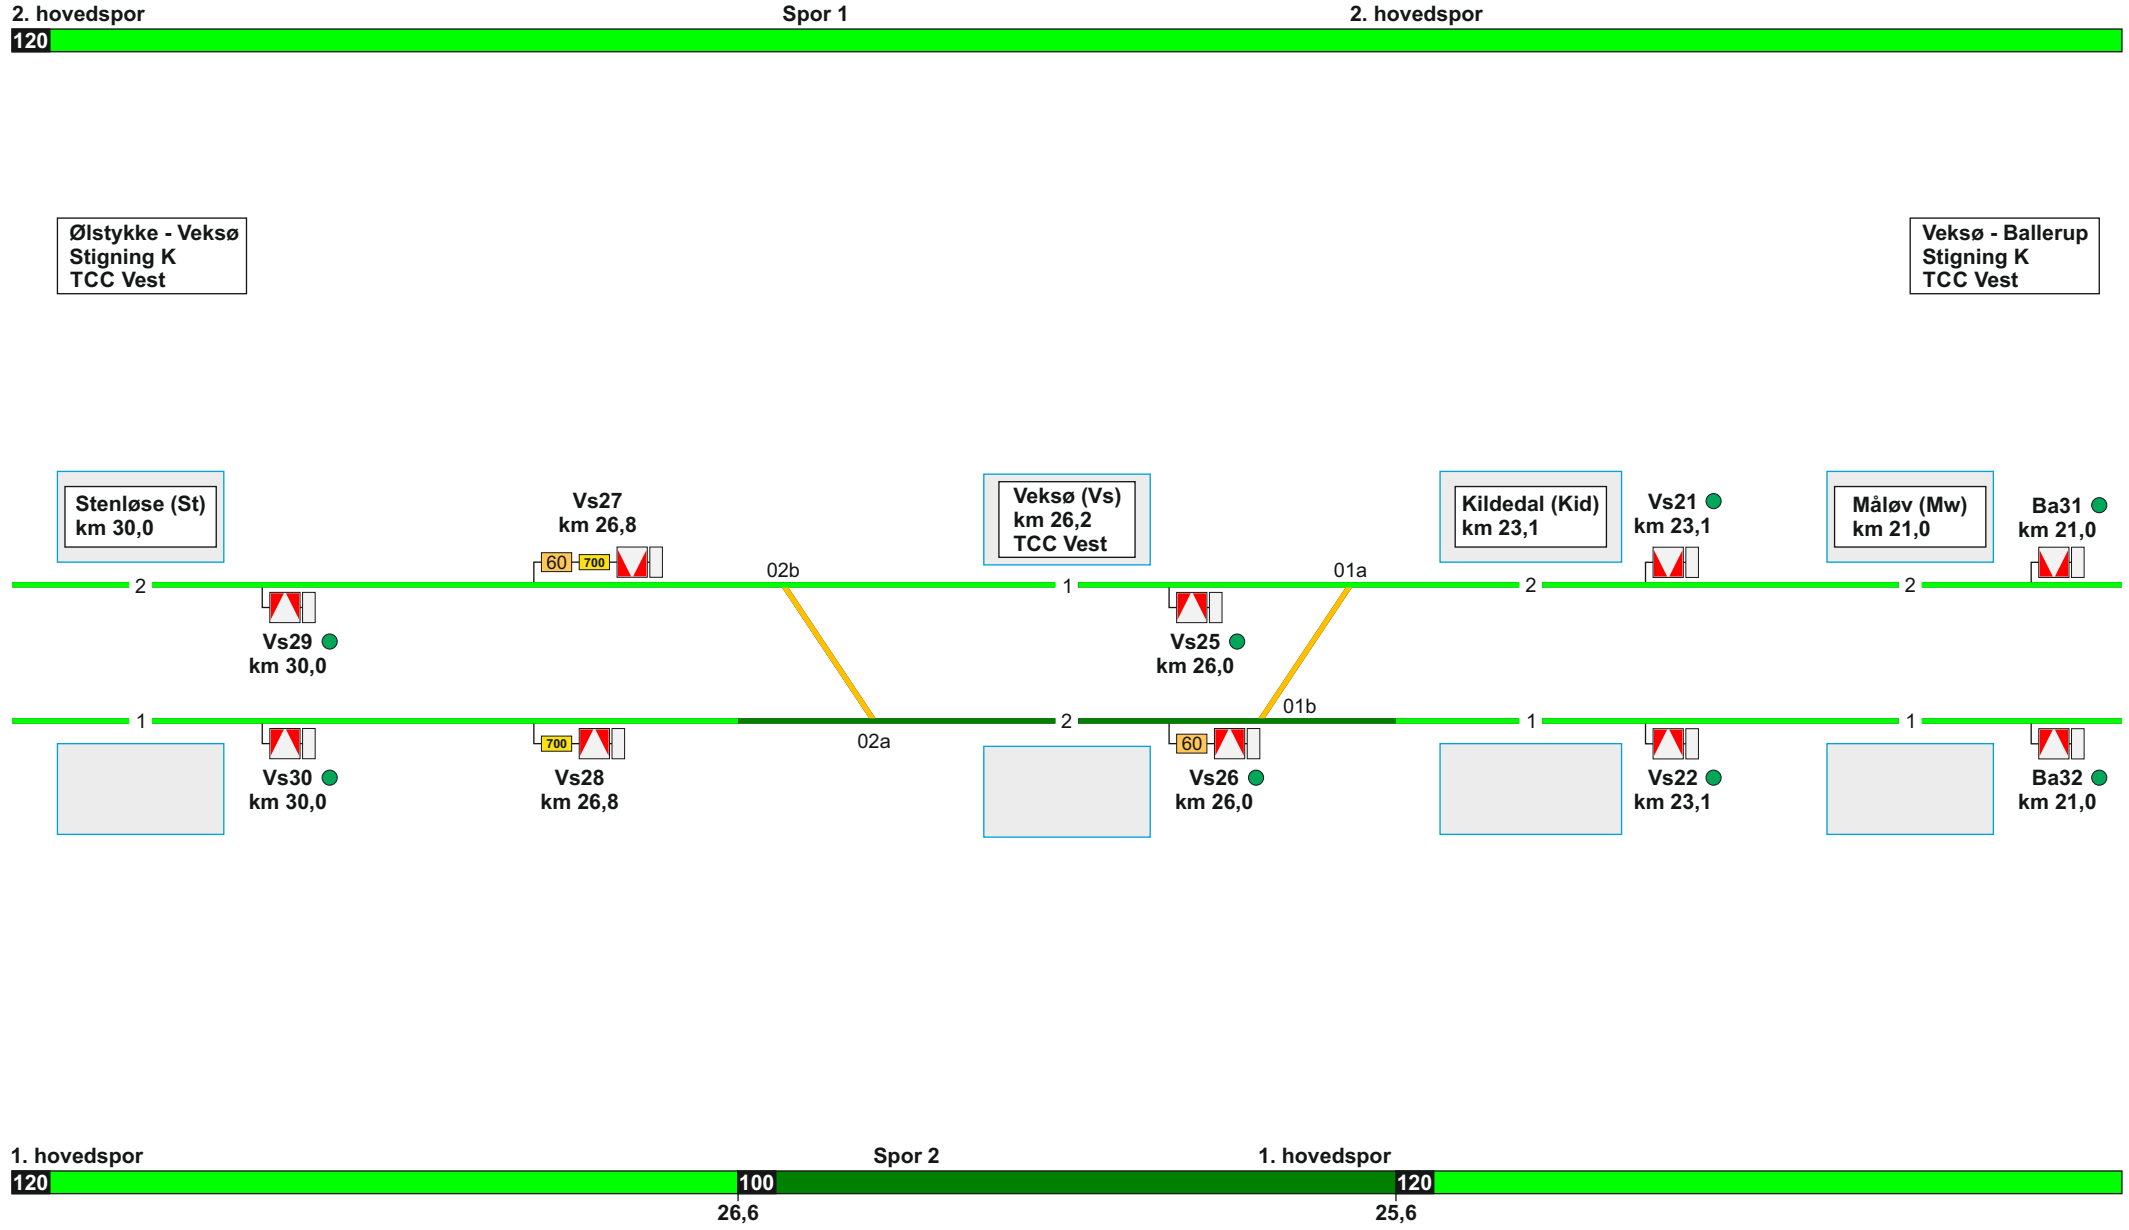 2. hovedspor
Spor 1
2. hovedspor
120
Ølstykke - Veksø
Stigning K
TCC Vest
Veksø - Ballerup
Stigning K
TCC Vest
Stenløse (St)
km 30,0
Vs27
km 26,8
60
700
02b
Veksø (Vs)
km 26,2
TCC Vest
01a
Kildedal (Kid)
km 23,1
Vs21
km 23,1
Måløv (Mw)
km 21,0
Ba31
km 21,0
2
1
2
2
Vs29
km 30,0
Vs25
km 26,0
01b
1
2
1
1
02a
Vs30
km 30,0
700
Vs28
km 26,8
60
Vs26
km 26,0
Vs22
km 23,1
Ba32
km 21,0
1. hovedspor
Spor 2
1. hovedspor
120
100
120
26,6
25,6